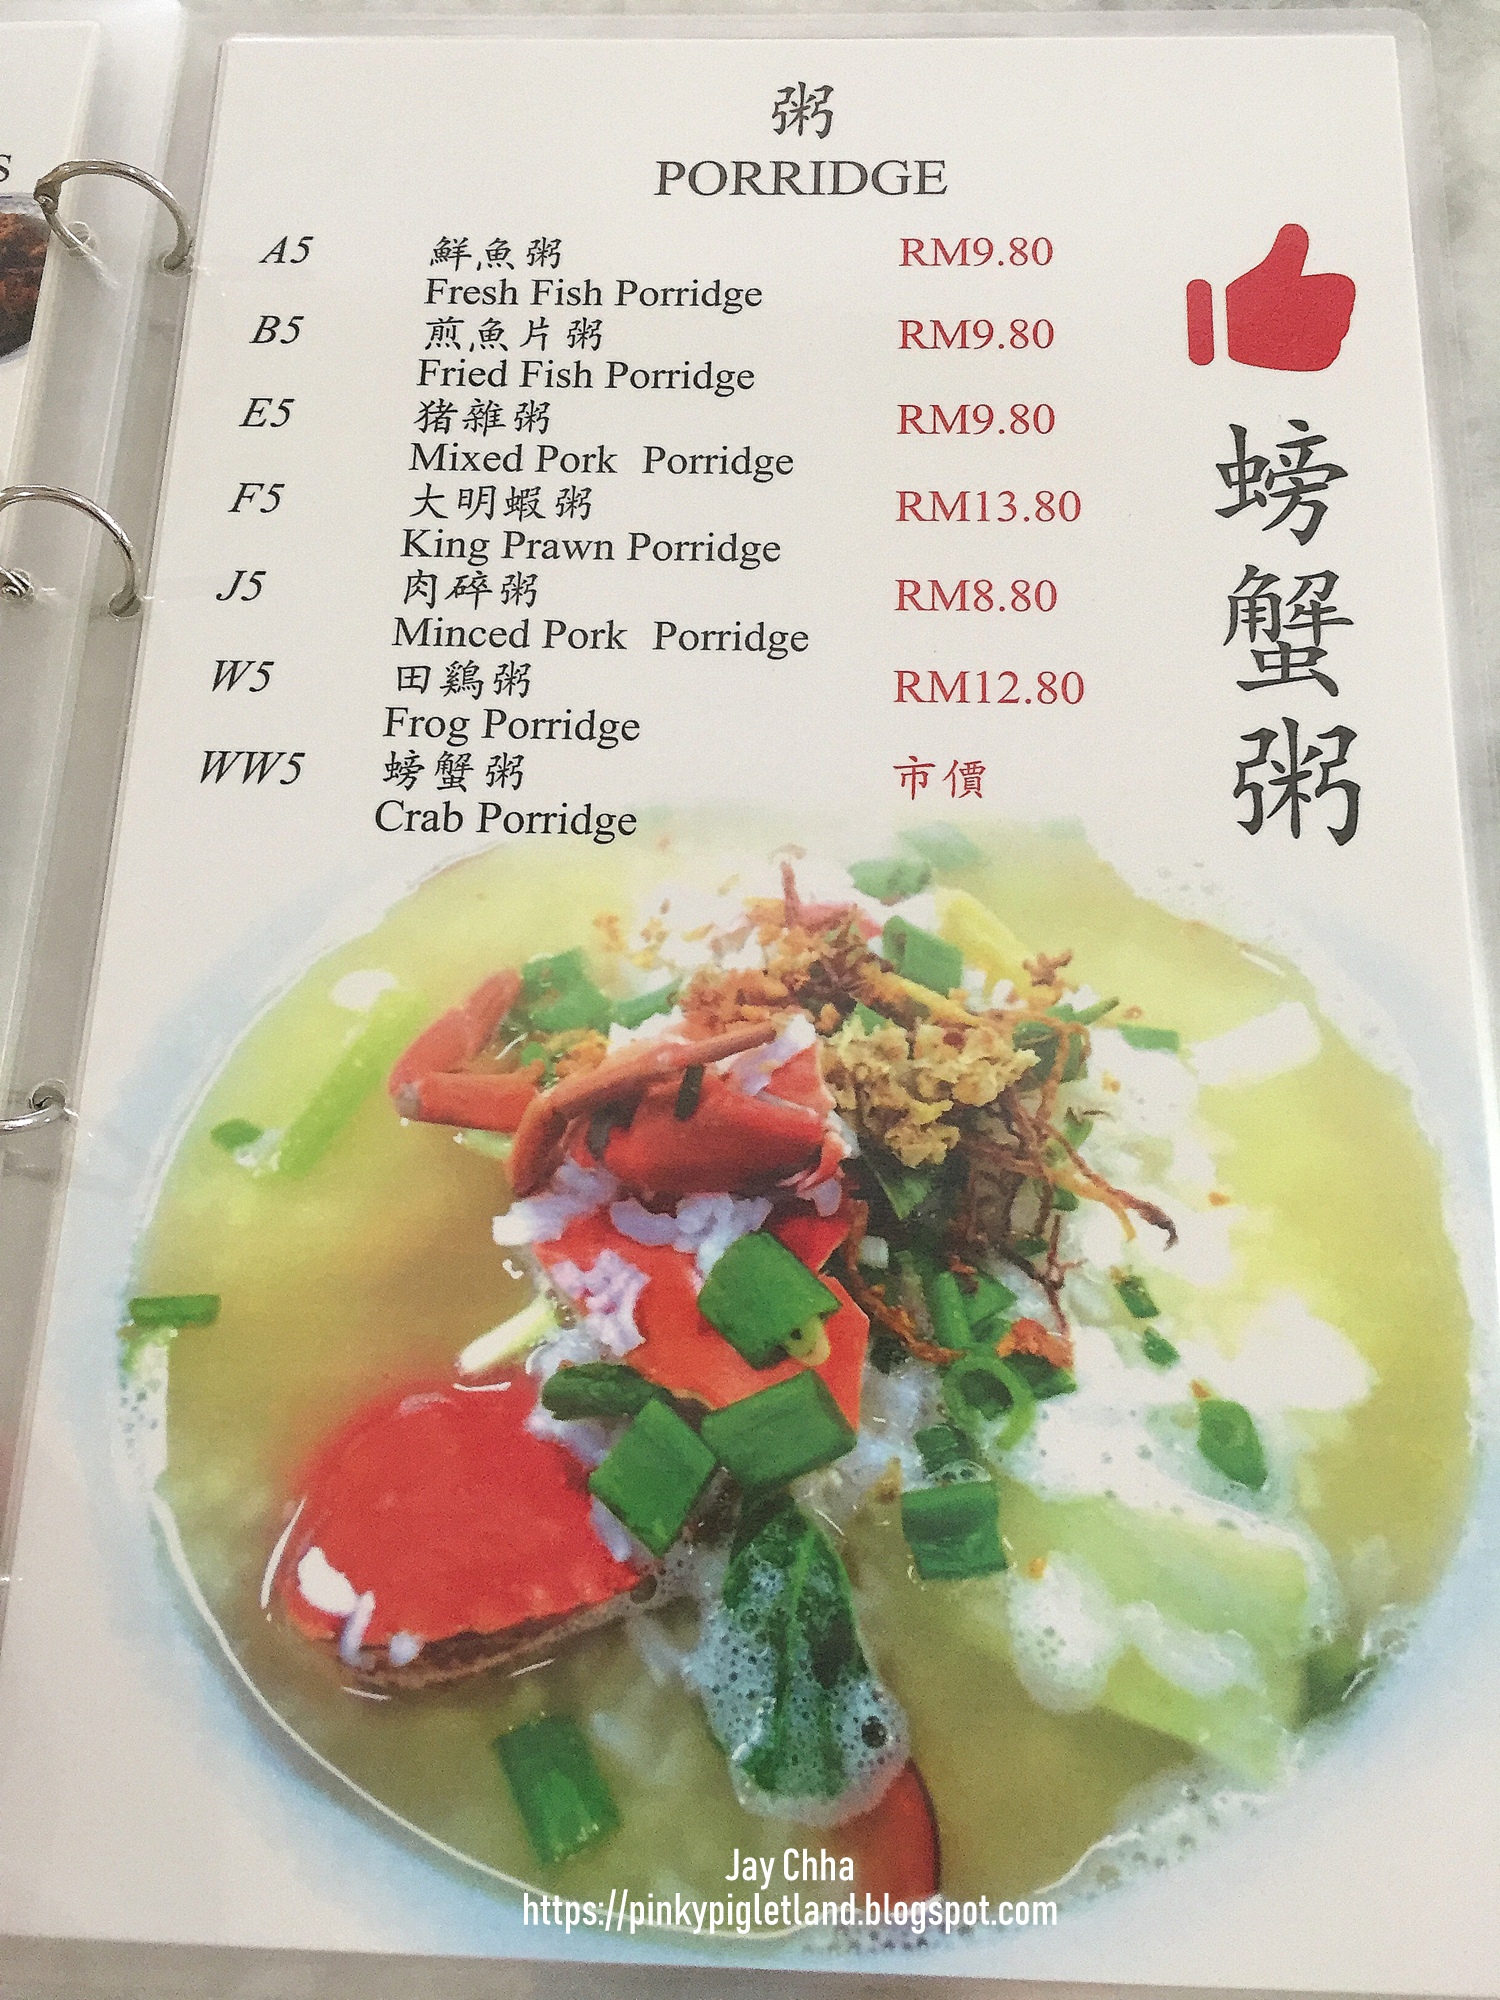 S
粥
PORRIDGE
A5 鮮魚粥 RM9.80
Fresh Fish Porridge
B5 煎魚片粥 RM9.80
Fried Fish Porridge
E5 猪雜粥 RM9.80
Mixed Pork Porridge
F5 大明蝦粥 RM13.80
King Prawn Porridge
J5 肉碎粥 RM8.80
Minced Pork Porridge
W5 田鷄粥 RM12.80
Frog Porridge
WW5 螃蟹粥 市價
Crab Porridge
螃蟹粥
Jay Chha
https://pinkypigletland.blogspot.com